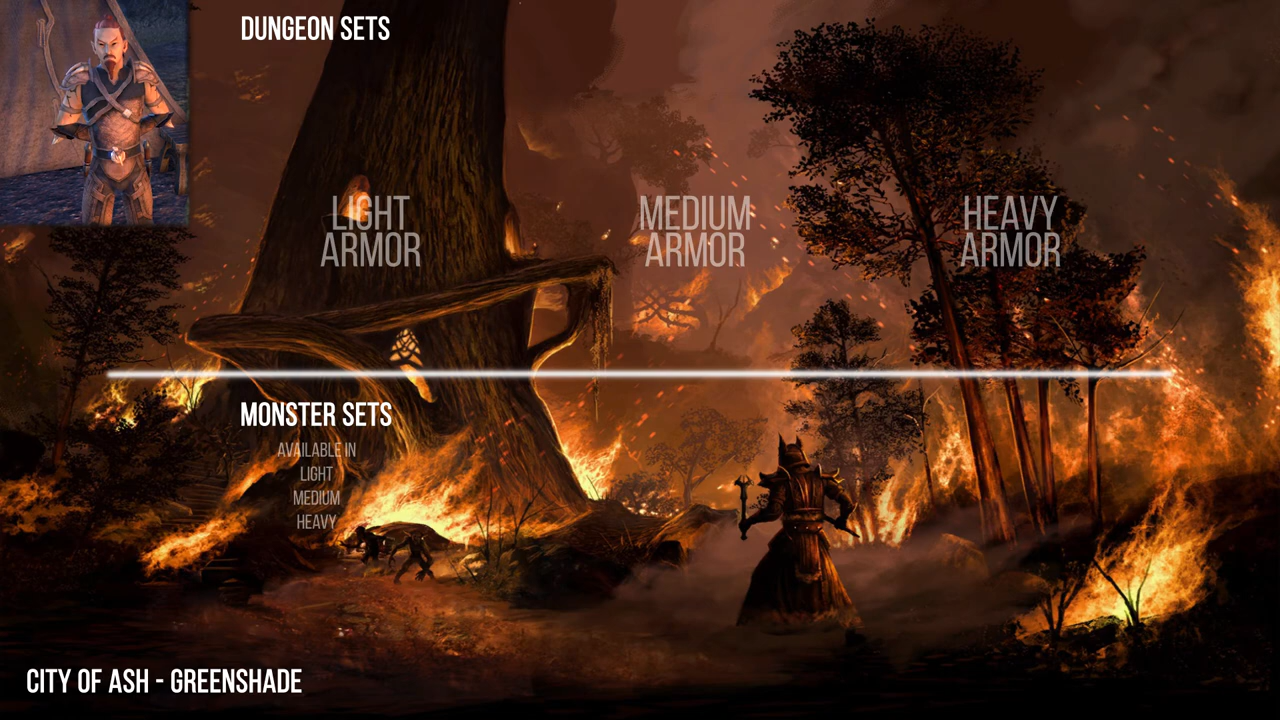 DUNGEON SETS
LIGHT
ARMOR
MEDIUM
ARMOR
HEAVY
ARMOR
MONSTER SETS
AVAILABLE IN
LIGHT
MEDIUM
HEAVY
CITY OF ASH - GREENSHADE